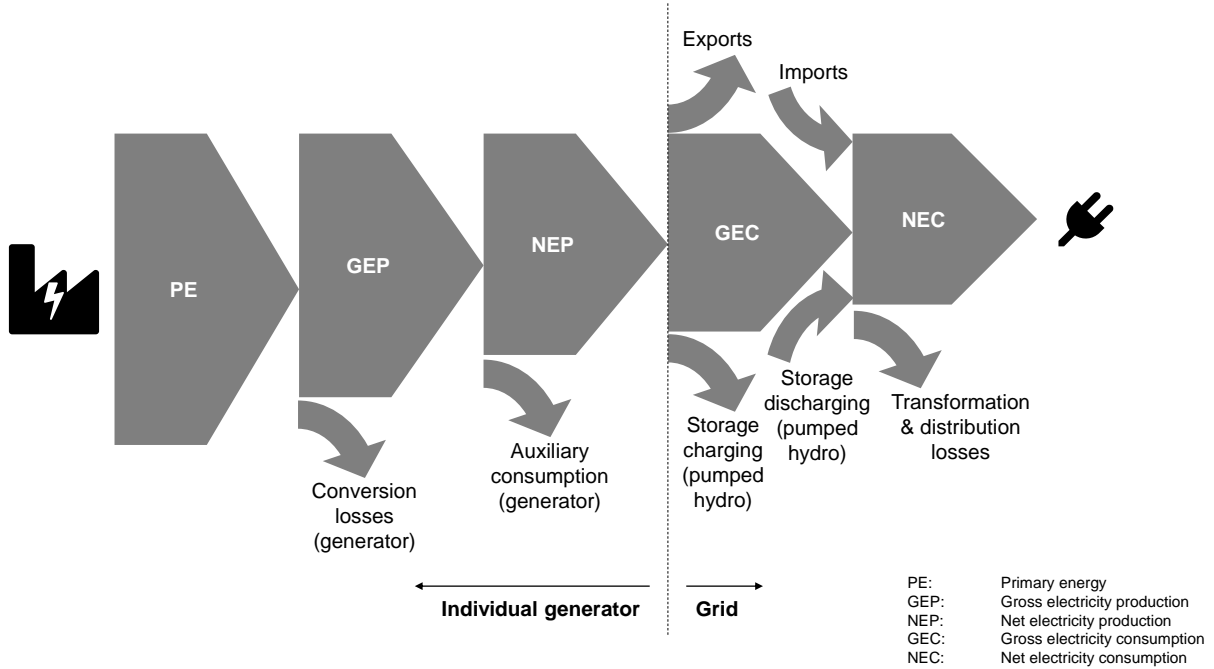 Exports
Imports
PE
GEP
NEP
GEC
NEC
Conversion
losses
(generator)
Auxiliary
consumption
(generator)
Storage
charging
(pumped
hydro)
Storage
discharging
(pumped
hydro)
Transformation
& distribution
losses
Individual generator
Grid
PE: Primary energy
GEP: Gross electricity production
NEP: Net electricity production
GEC: Gross electricity consumption
NEC: Net electricity consumption